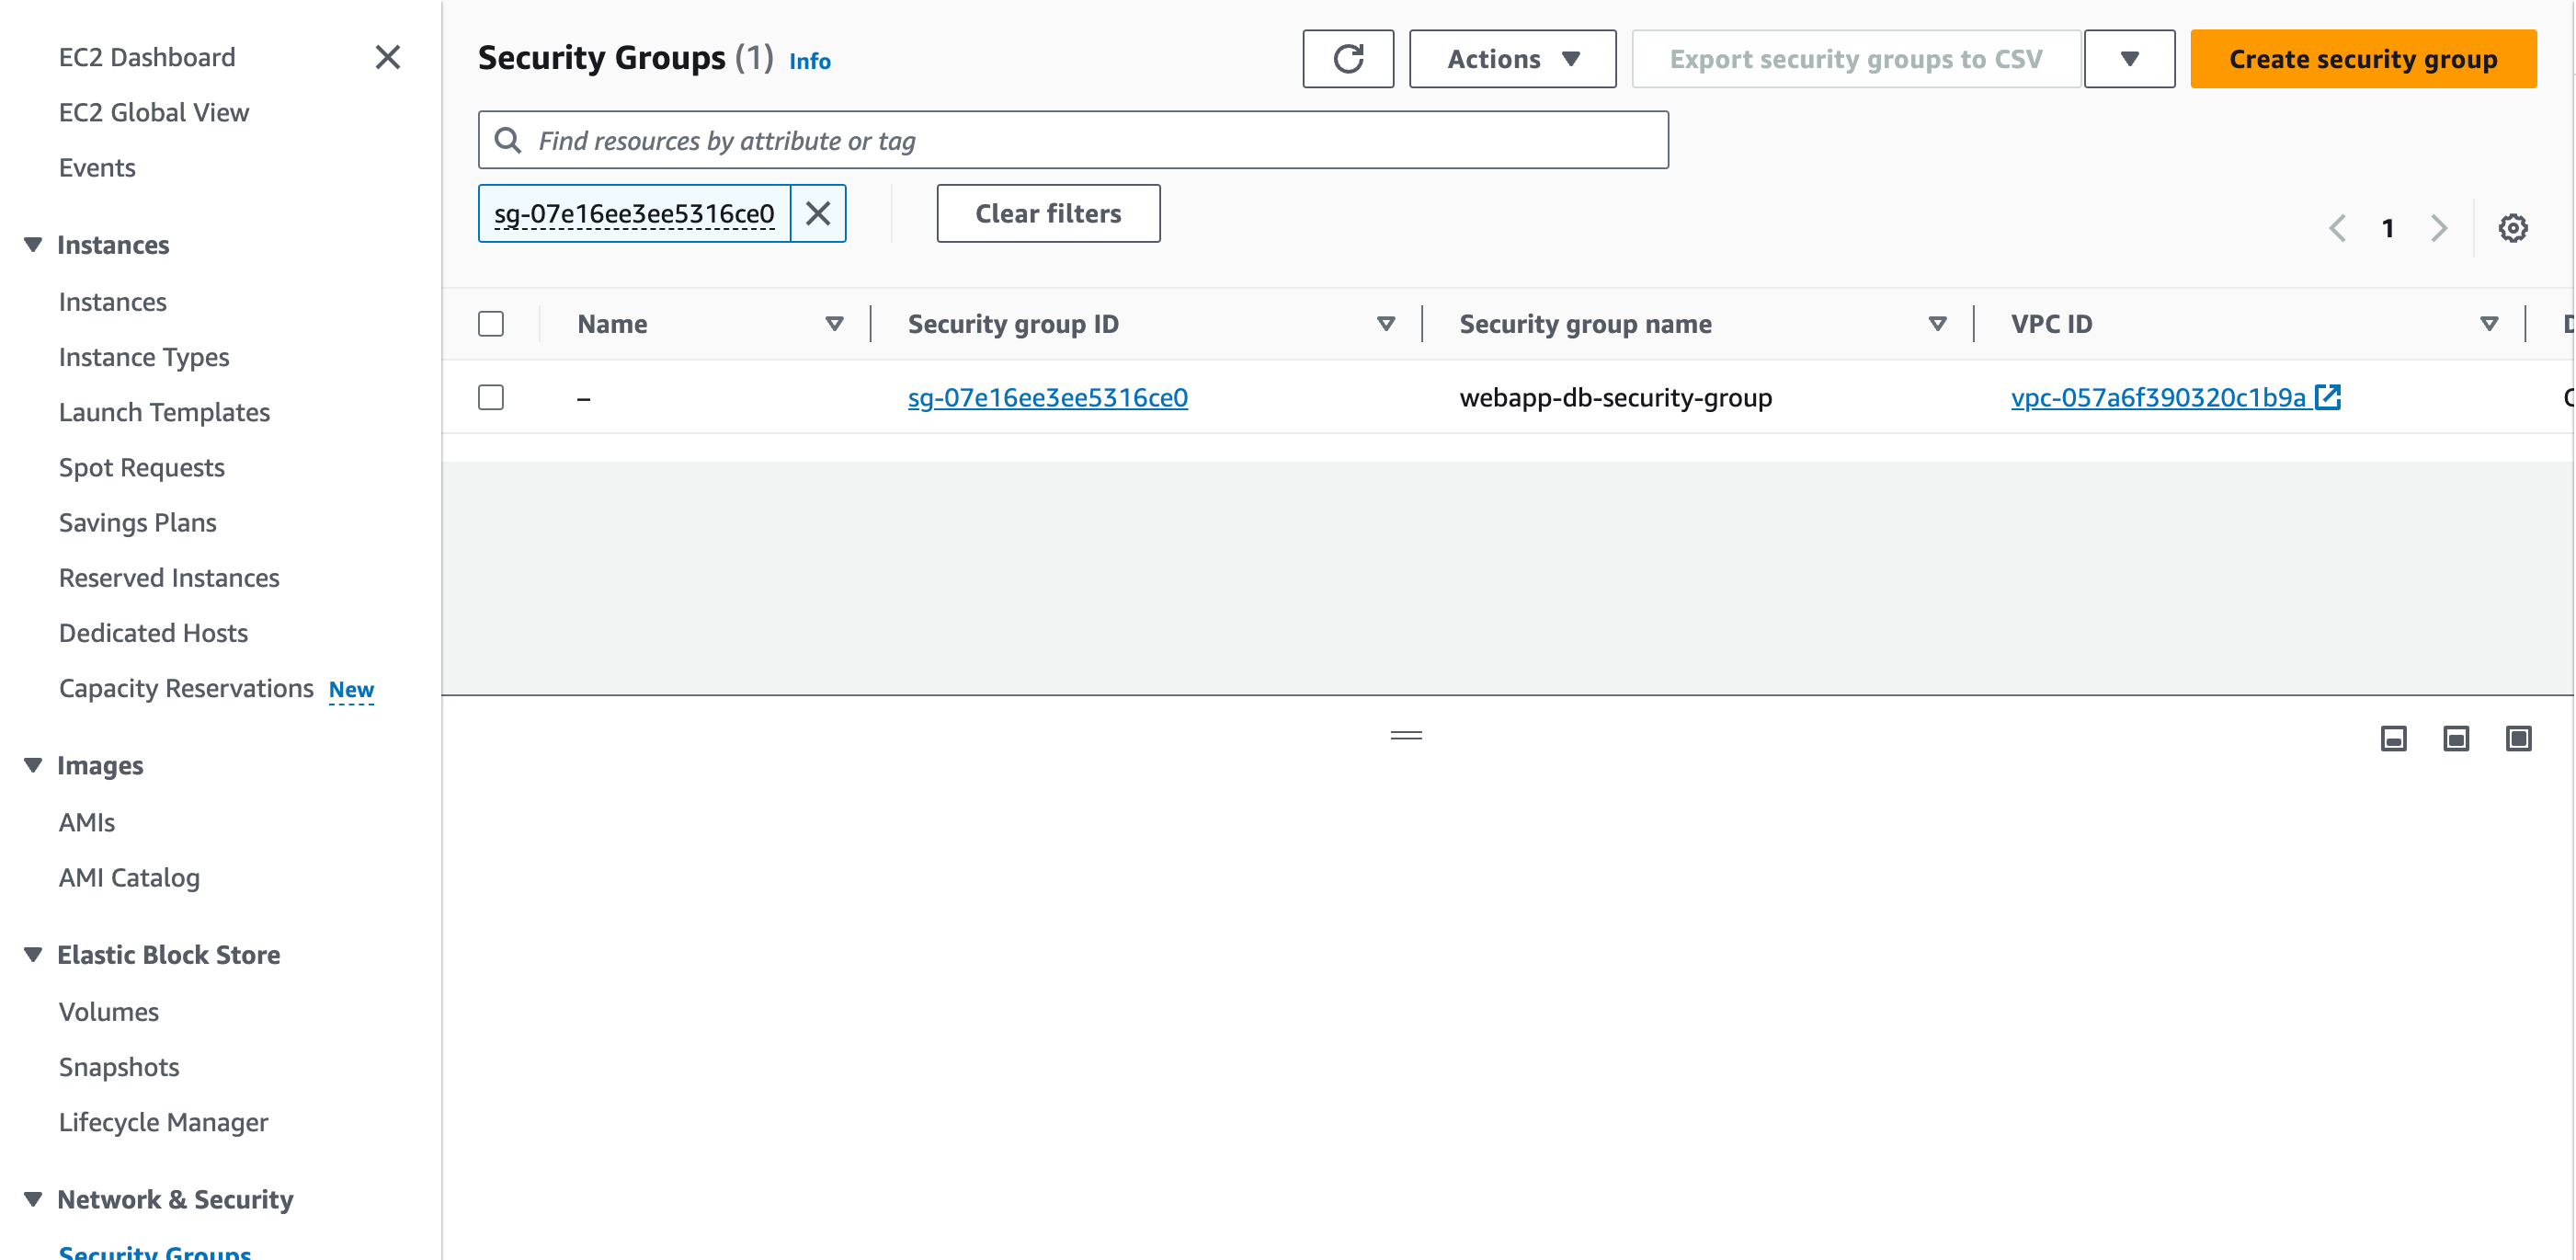 EC2 Dashboard
EC2 Global View
Events
Instances
Instances
Instance Types
Launch Templates
Spot Requests
Savings Plans
Reserved Instances
Dedicated Hosts
Capacity Reservations New
Images
AMIs
AMI Catalog
Elastic Block Store
Volumes
Snapshots
Lifecycle Manager
Network & Security
Security Groups
Security Groups (1) Info
Actions
Export security groups to CSV
Create security group
Find resources by attribute or tag
sg-07e16ee3ee5316ce0
Clear filters
1
Name Security group ID Security group name VPC ID
– sg-07e16ee3ee5316ce0 webapp-db-security-group vpc-057a6f390320c1b9a